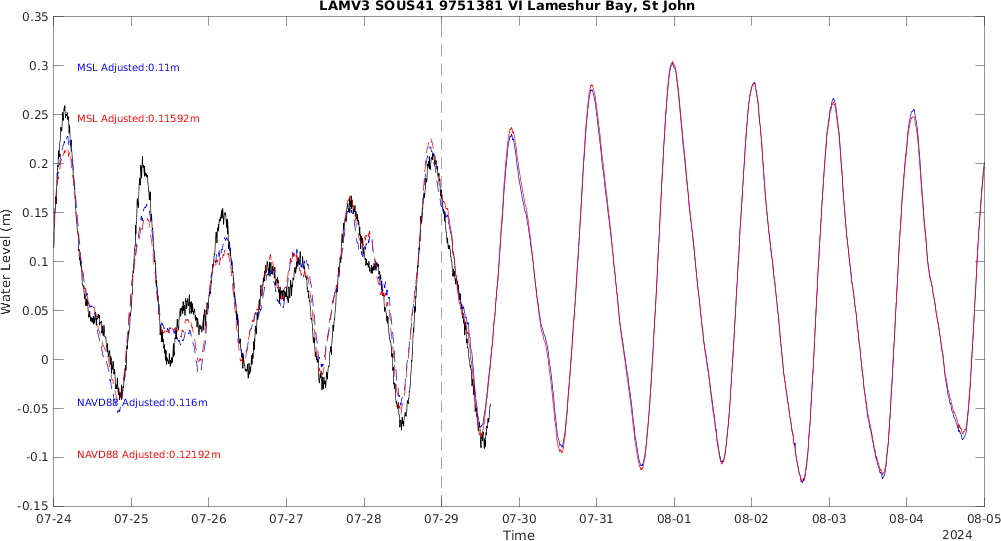 LAMV3 SOUS41 9751381 VI Lameshur Bay, St John
0.35
0.3
0.25
0.2
0.15
0.1
0.05
0
-0.05
-0.1
-0.15
Water Level (m)
MSL Adjusted:0.11m
MSL Adjusted:0.11592m
NAVD88 Adjusted:0.116m
NAVD88 Adjusted:0.12192m
07-24 07-25 07-26 07-27 07-28 07-29 07-30 07-31 08-01 08-02 08-03 08-04 08-05
Time
2024